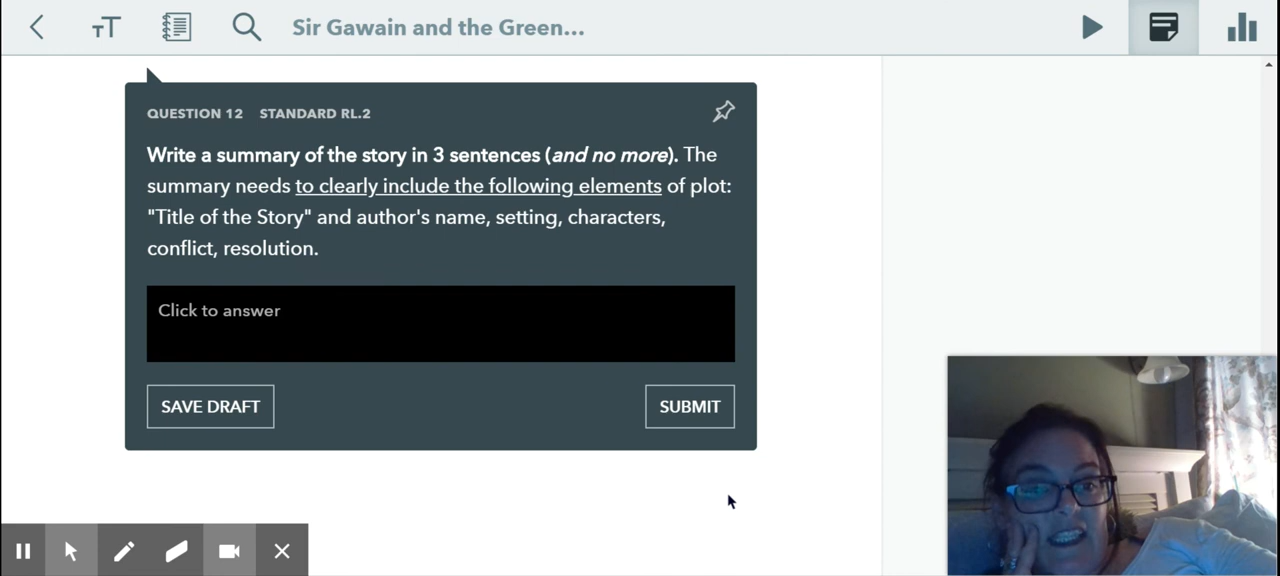 тT Sir Gawain and the Green...
QUESTION 12 STANDARD RL.2
Write a summary of the story in 3 sentences (and no more). The
summary needs to clearly include the following elements of plot:
"Title of the Story" and author's name, setting, characters,
conflict, resolution.
Click to answer
SAVE DRAFT SUBMIT